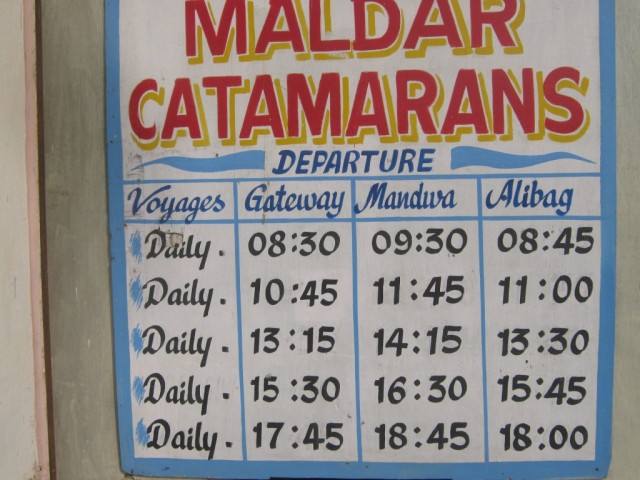 MALDAR
CATAMARANS
DEPARTURE
Voyages Gateway Mandwa Alibag
Daily. 08:30 09:30 08:45
Daily. 10:45 11:45 11:00
Daily. 13:15 14:15 13:30
Daily. 15:30 16:30 15:45
Daily. 17:45 18:45 18:00